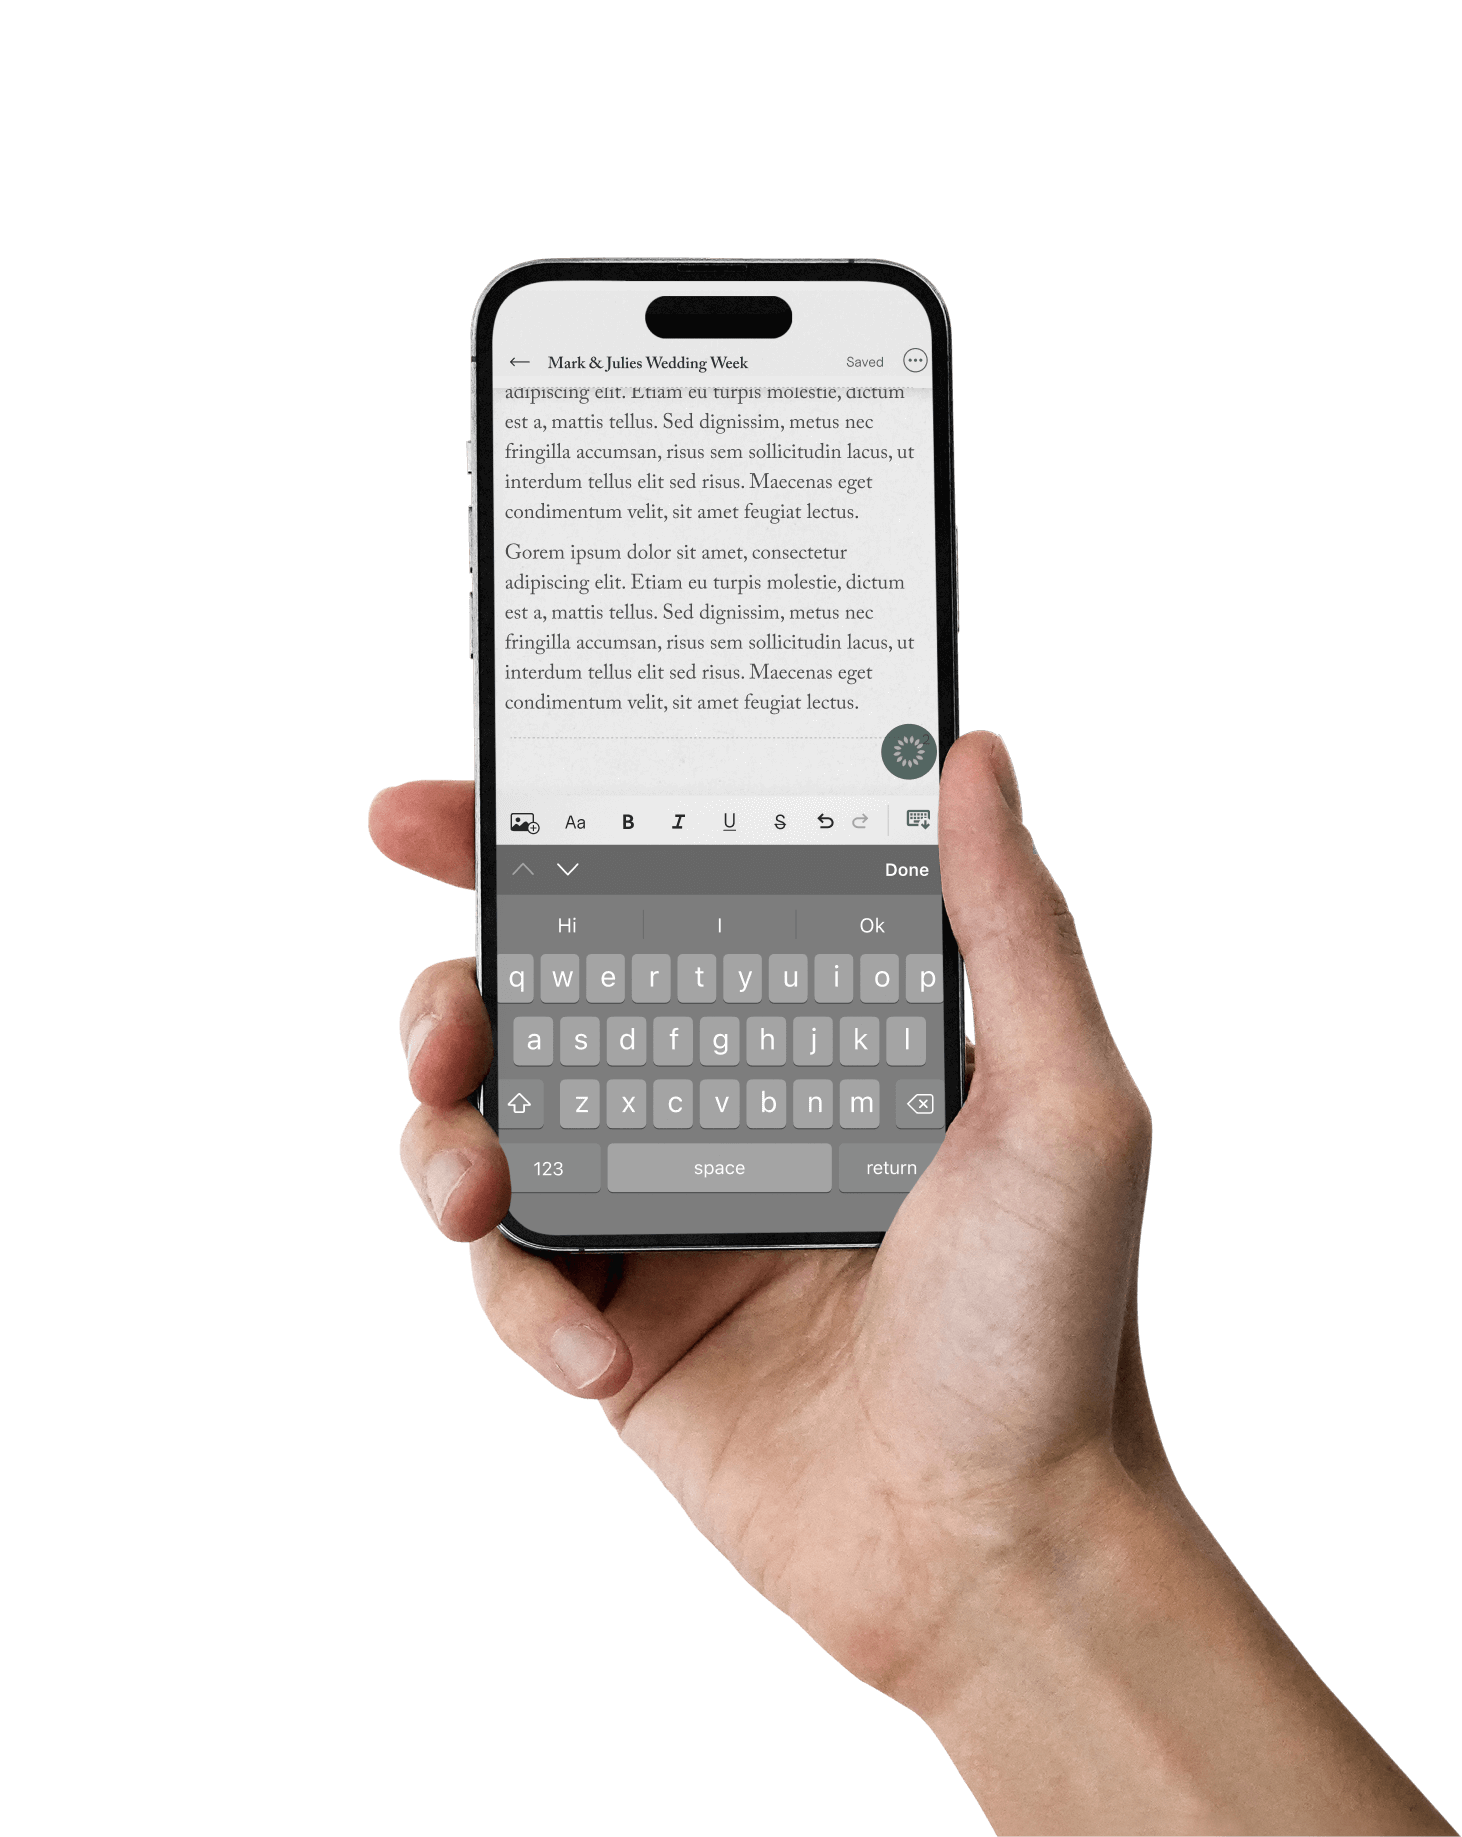 Mark & Julies Wedding Week Saved
adipiscing elit. Etiam eu turpis molestie, dictum
est a, mattis tellus. Sed dignissim, metus nec
fringilla accumsan, risus sem sollicitudin lacus, ut
interdum tellus elit sed risus. Maecenas eget
condimentum velit, sit amet feugiat lectus.
Gorem ipsum dolor sit amet, consectetur
adipiscing elit. Etiam eu turpis molestie, dictum
est a, mattis tellus. Sed dignissim, metus nec
fringilla accumsan, risus sem sollicitudin lacus, ut
interdum tellus elit sed risus. Maecenas eget
condimentum velit, sit amet feugiat lectus.
2
Aa B I U S
Done
Hi I Ok
q w e r t y u i o p
a s d f g h j k l
z x c v b n m
123 space return